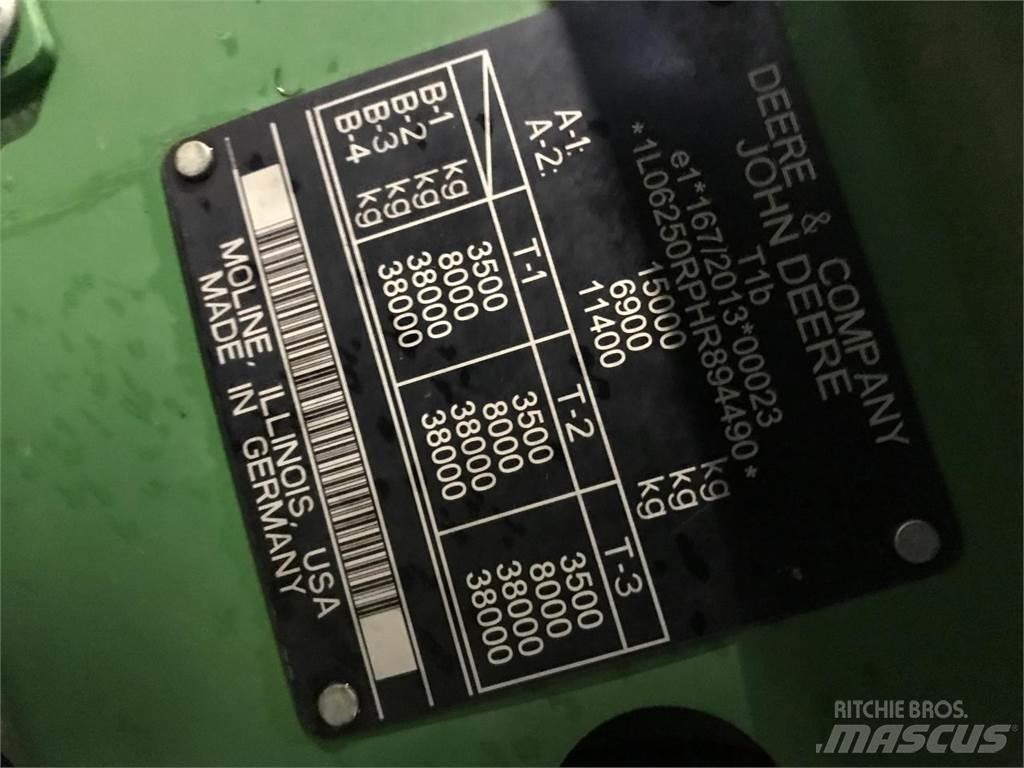 DEERE & COMPANY
JOHN DEERE
T1b
e1*167/2013*00023
*1L06250RPHR894490*
15000 kg
A-1: 6900 kg
A-2: 11400 kg
T-1 T-2 T-3
B-1 kg 3500 3500 3500
B-2 kg 8000 8000 8000
B-3 kg 38000 38000 38000
B-4 kg 38000 38000 38000
MOLINE, ILLINOIS, USA
MADE IN GERMANY
RITCHIE BROS.
MASCUS